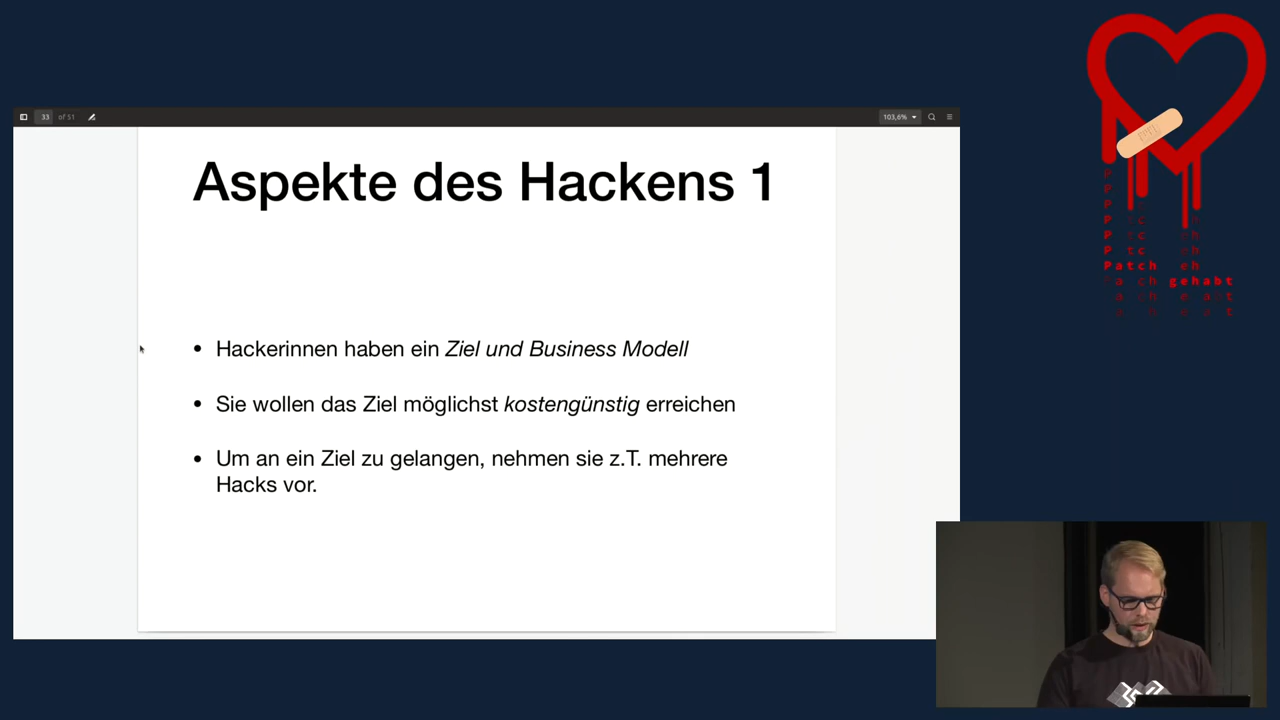 33 of 51
103,6%
Aspekte des Hackens 1
• Hackerinnen haben ein Ziel und Business Modell
• Sie wollen das Ziel möglichst kostengünstig erreichen
• Um an ein Ziel zu gelangen, nehmen sie z.T. mehrere
Hacks vor.
Patch
gehabt